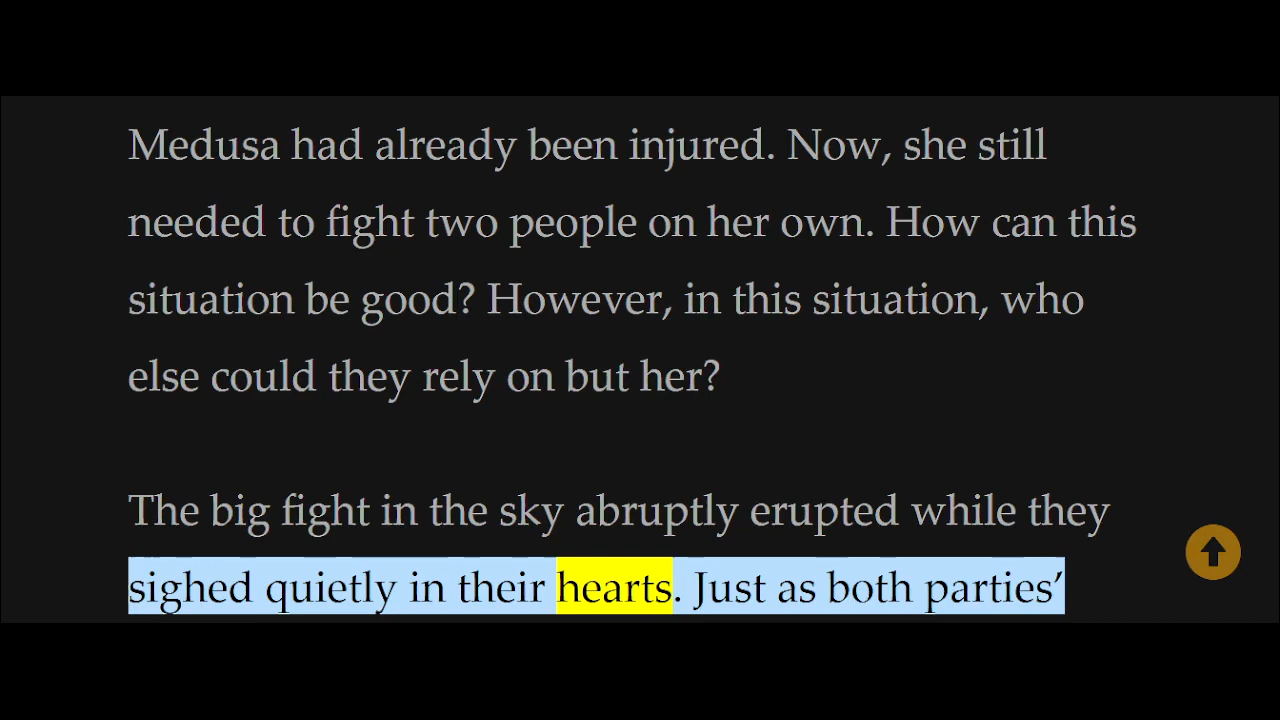 Medusa had already been injured. Now, she still
needed to fight two people on her own. How can this
situation be good? However, in this situation, who
else could they rely on but her?
The big fight in the sky abruptly erupted while they
sighed quietly in their hearts. Just as both parties’